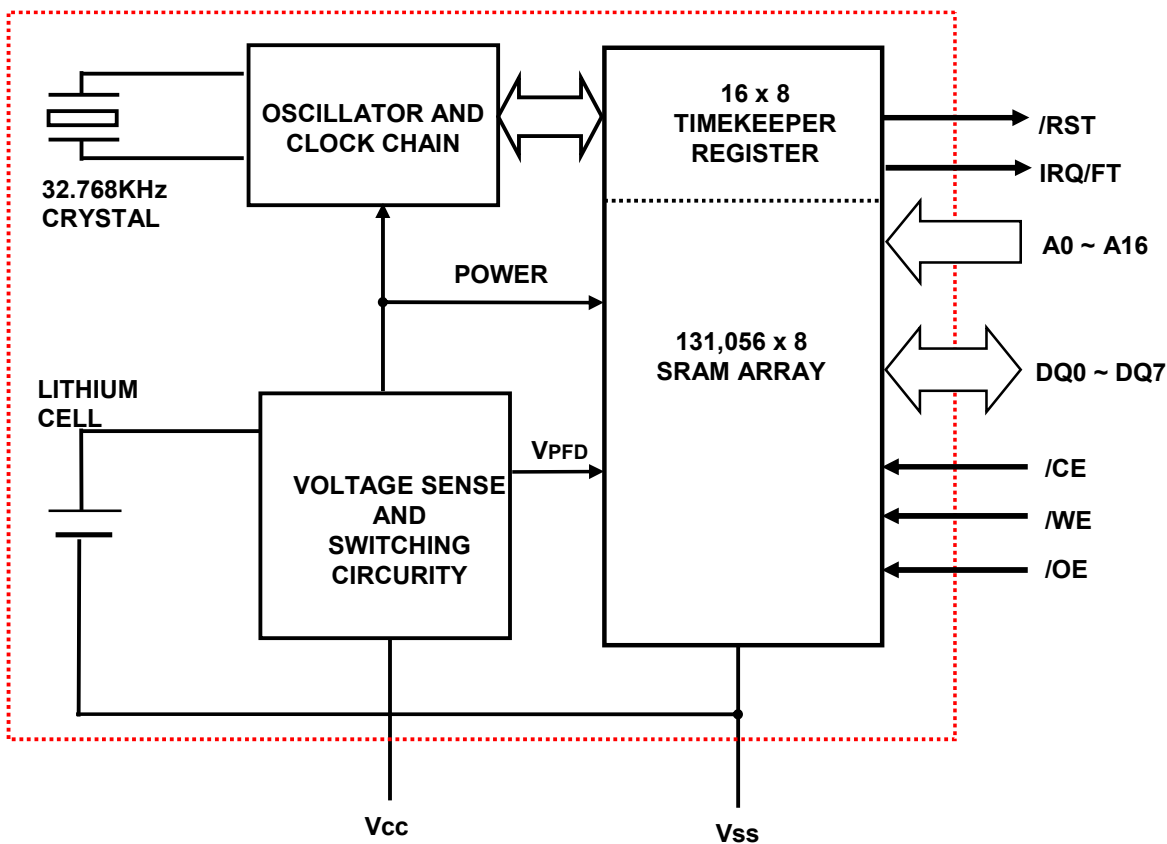 OSCILLATOR AND
CLOCK CHAIN
32.768KHz
CRYSTAL
16 x 8
TIMEKEEPER
REGISTER
/RST
IRQ/FT
A0 ~ A16
POWER
131,056 x 8
SRAM ARRAY
DQ0 ~ DQ7
LITHIUM
CELL
VPFD
VOLTAGE SENSE
AND
SWITCHING
CIRCURITY
/CE
/WE
/OE
Vcc
Vss